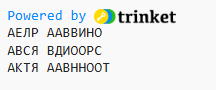 Powered by trinket
АЕЛР ААВВИНО
АВСЯ ВДИООРС
АКТЯ ААВННООТ